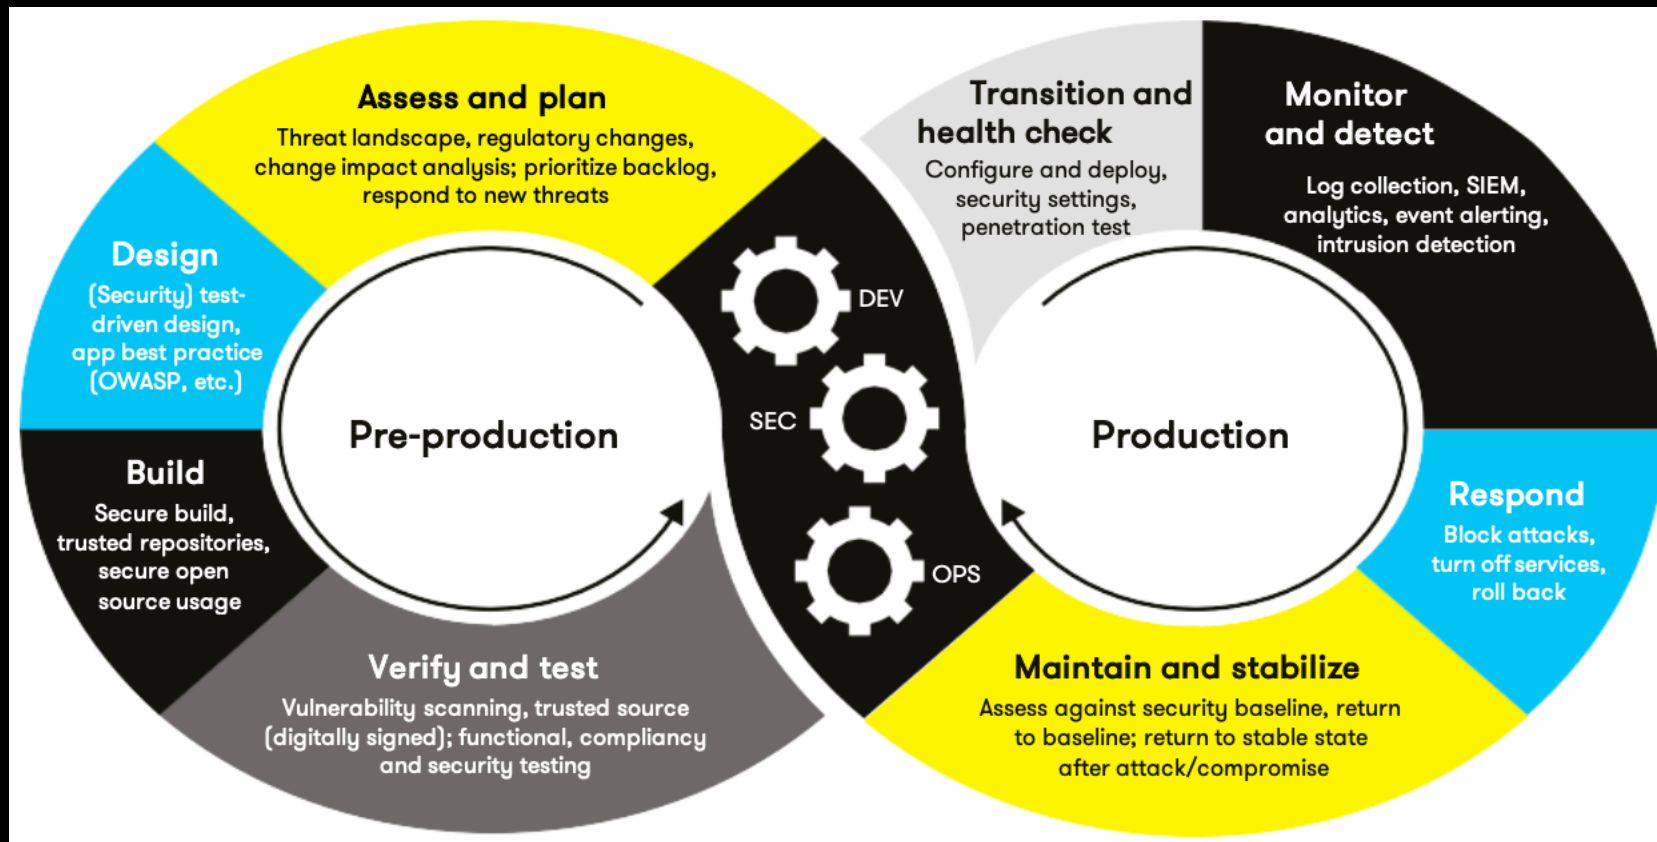 Assess and plan
Threat landscape, regulatory changes,
change impact analysis; prioritize backlog,
respond to new threats
Design
(Security) test-
driven design,
app best practice
(OWASP, etc.)
Build
Secure build,
trusted repositories,
secure open
source usage
Verify and test
Vulnerability scanning, trusted source
(digitally signed); functional, compliancy
and security testing
Pre-production
DEV
SEC
OPS
Transition and
health check
Configure and deploy,
security settings,
penetration test
Monitor
and detect
Log collection, SIEM,
analytics, event alerting,
intrusion detection
Respond
Block attacks,
turn off services,
roll back
Maintain and stabilize
Assess against security baseline, return
to baseline; return to stable state
after attack/compromise
Production